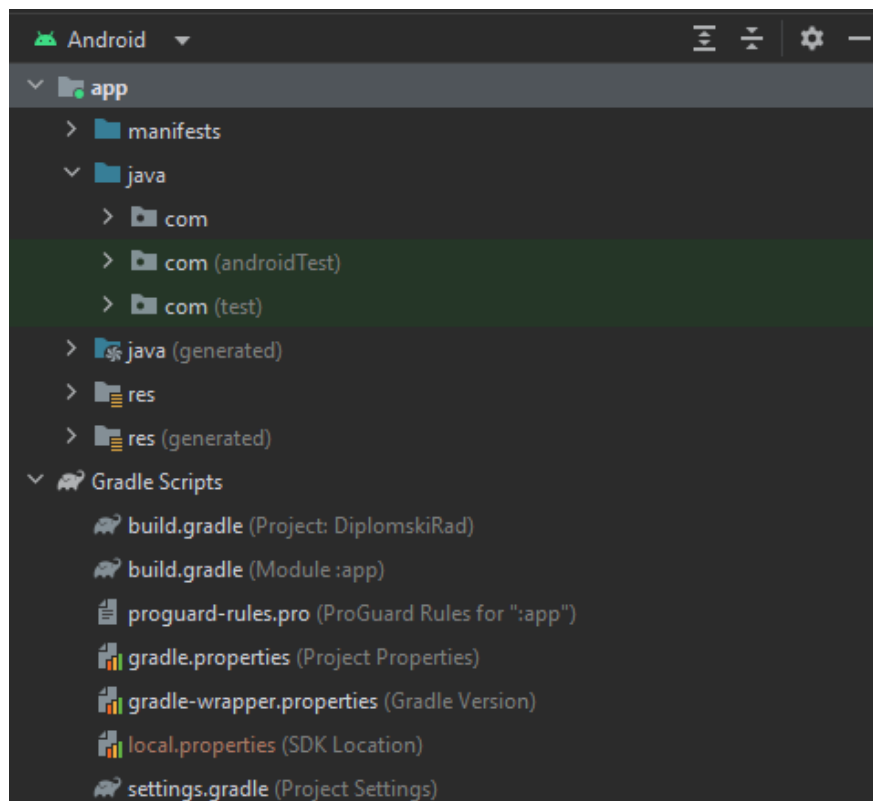 Android
app
manifests
java
com
com (androidTest)
com (test)
java (generated)
res
res (generated)
Gradle Scripts
build.gradle (Project: DiplomskiRad)
build.gradle (Module :app)
proguard-rules.pro (ProGuard Rules for ":app")
gradle.properties (Project Properties)
gradle-wrapper.properties (Gradle Version)
local.properties (SDK Location)
settings.gradle (Project Settings)